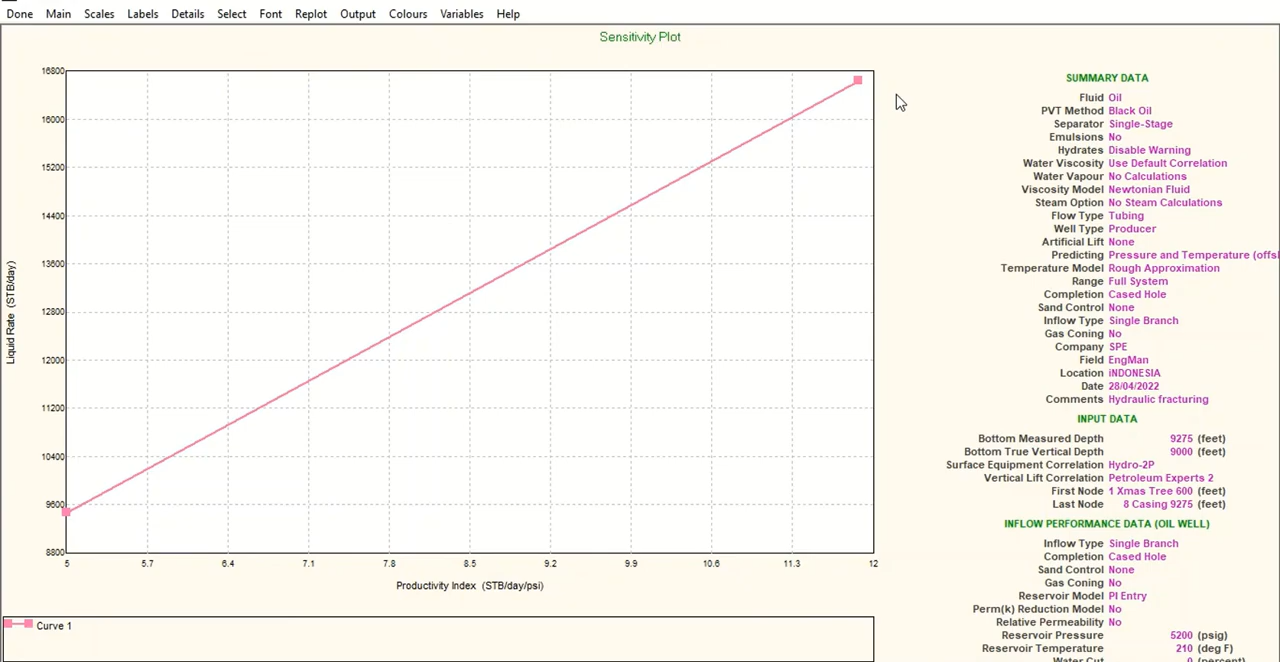 Done Main Scales Labels Details Select Font Replot Output Colours Variables Help
Sensitivity Plot
16800
16000
15200
14400
13600
12800
12000
11200
10400
9600
8800
Liquid Rate (STB/day)
5 5.7 6.4 7.1 7.8 8.5 9.2 9.9 10.6 11.3 12
Productivity Index (STB/day/psi)
Curve 1
SUMMARY DATA
Fluid Oil
PVT Method Black Oil
Separator Single-Stage
Emulsions No
Hydrates Disable Warning
Water Viscosity Use Default Correlation
Water Vapour No Calculations
Viscosity Model Newtonian Fluid
Steam Option No Steam Calculations
Flow Type Tubing
Well Type Producer
Artificial Lift None
Predicting Pressure and Temperature (offs
Temperature Model Rough Approximation
Range Full System
Completion Cased Hole
Sand Control None
Inflow Type Single Branch
Gas Coning No
Company SPE
Field EngMan
Location iNDONESIA
Date 28/04/2022
Comments Hydraulic fracturing
INPUT DATA
Bottom Measured Depth 9275 (feet)
Bottom True Vertical Depth 9000 (feet)
Surface Equipment Correlation Hydro-2P
Vertical Lift Correlation Petroleum Experts 2
First Node 1 Xmas Tree 600 (feet)
Last Node 8 Casing 9275 (feet)
INFLOW PERFORMANCE DATA (OIL WELL)
Inflow Type Single Branch
Completion Cased Hole
Sand Control None
Gas Coning No
Reservoir Model PI Entry
Perm(k) Reduction Model No
Relative Permeability No
Reservoir Pressure 5200 (psig)
Reservoir Temperature 210 (deg F)
Water Cut 0 (percent)